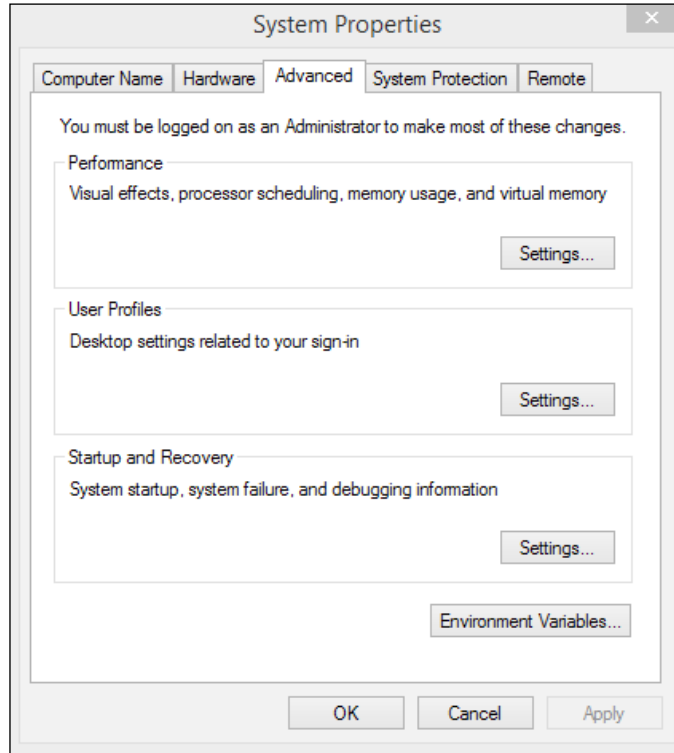 System Properties
Computer Name Hardware Advanced System Protection Remote
You must be logged on as an Administrator to make most of these changes.
Performance
Visual effects, processor scheduling, memory usage, and virtual memory
Settings...
User Profiles
Desktop settings related to your sign-in
Settings...
Startup and Recovery
System startup, system failure, and debugging information
Settings...
Environment Variables...
OK Cancel Apply